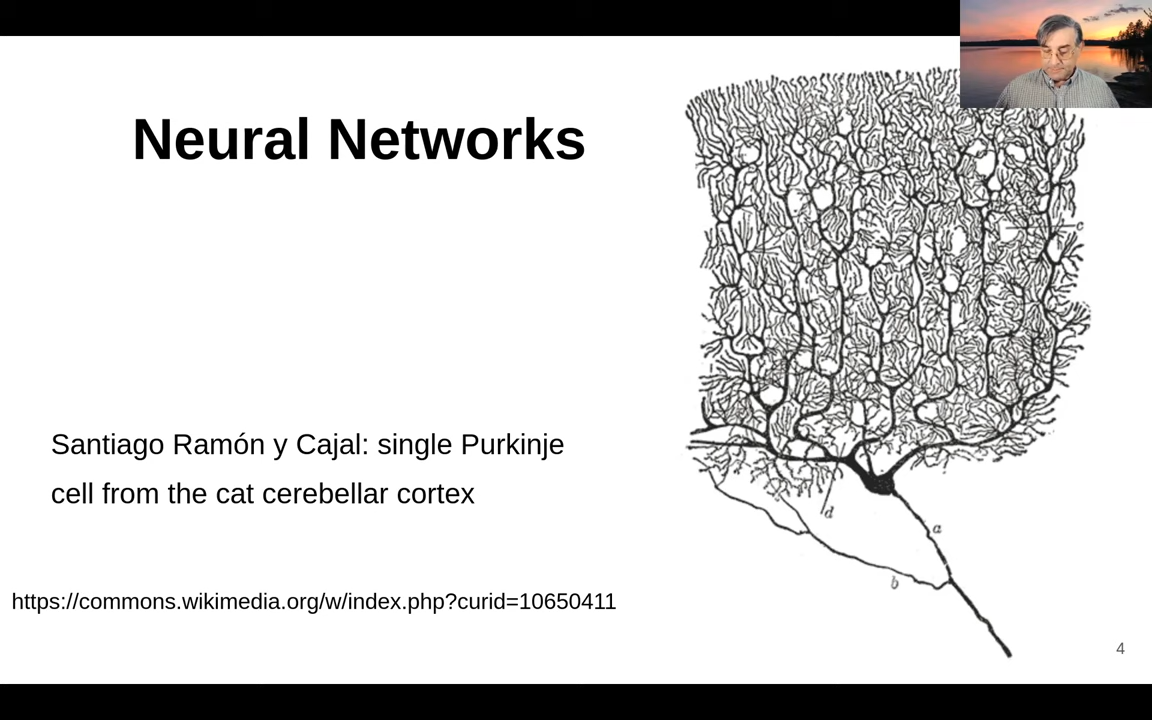 Neural Networks
c
Santiago Ramón y Cajal: single Purkinje
cell from the cat cerebellar cortex
d
a
b
https://commons.wikimedia.org/w/index.php?curid=10650411
4